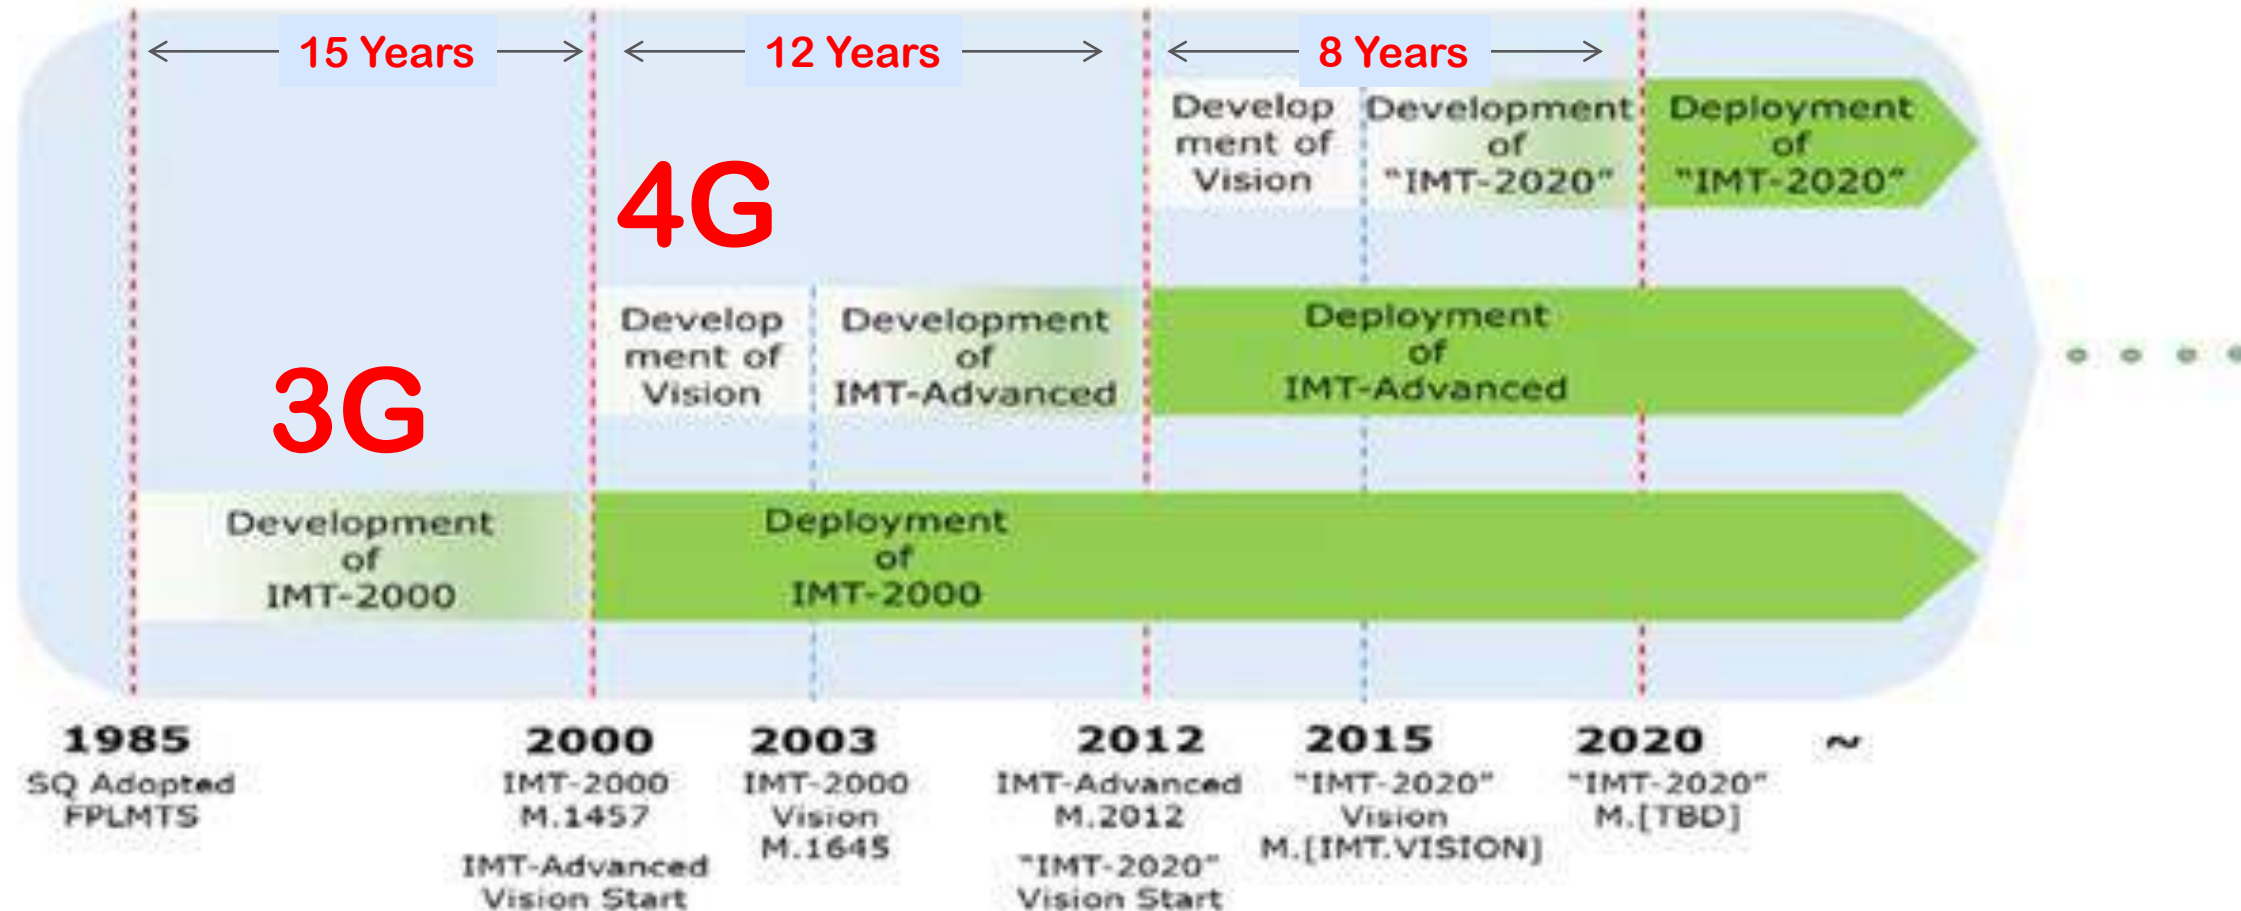 15 Years
12 Years
8 Years
Develop
ment of
Vision
Development
of
"IMT-2020"
Deployment
of
"IMT-2020"
4G
Develop
ment of
Vision
Development
of
IMT-Advanced
Deployment
of
IMT-Advanced
3G
Development
of
IMT-2000
Deployment
of
IMT-2000
1985
SQ Adopted
FPLMTS
2000
IMT-2000
M.1457
IMT-Advanced
Vision Start
2003
IMT-2000
Vision
M.1645
2012
IMT-Advanced
M.2012
"IMT-2020"
Vision Start
2015
"IMT-2020"
Vision
M.[IMT.VISION]
2020
"IMT-2020"
M.[TBD]
~